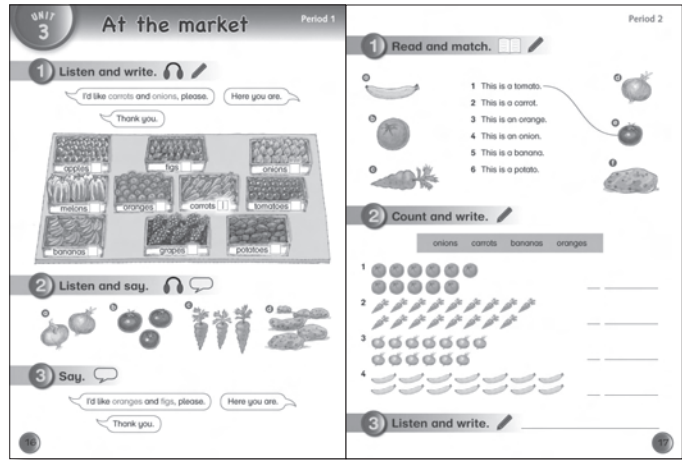 UNIT
3
At the market
Period 1
1 Listen and write.
I'd like carrots and onions, please.
Here you are.
Thank you.
apples
figs
onions
melons
oranges
carrots 1
tomatoes
bananas
grapes
potatoes
2 Listen and say.
a
b
c
d
3 Say.
I'd like oranges and figs, please.
Here you are.
Thank you.
16
Period 2
1 Read and match.
a
b
c
1 This is a tomato.
2 This is a carrot.
3 This is an orange.
4 This is an onion.
5 This is a banana.
6 This is a potato.
d
e
f
2 Count and write.
onions carrots bananas oranges
1
2
3
4
3 Listen and write.
17